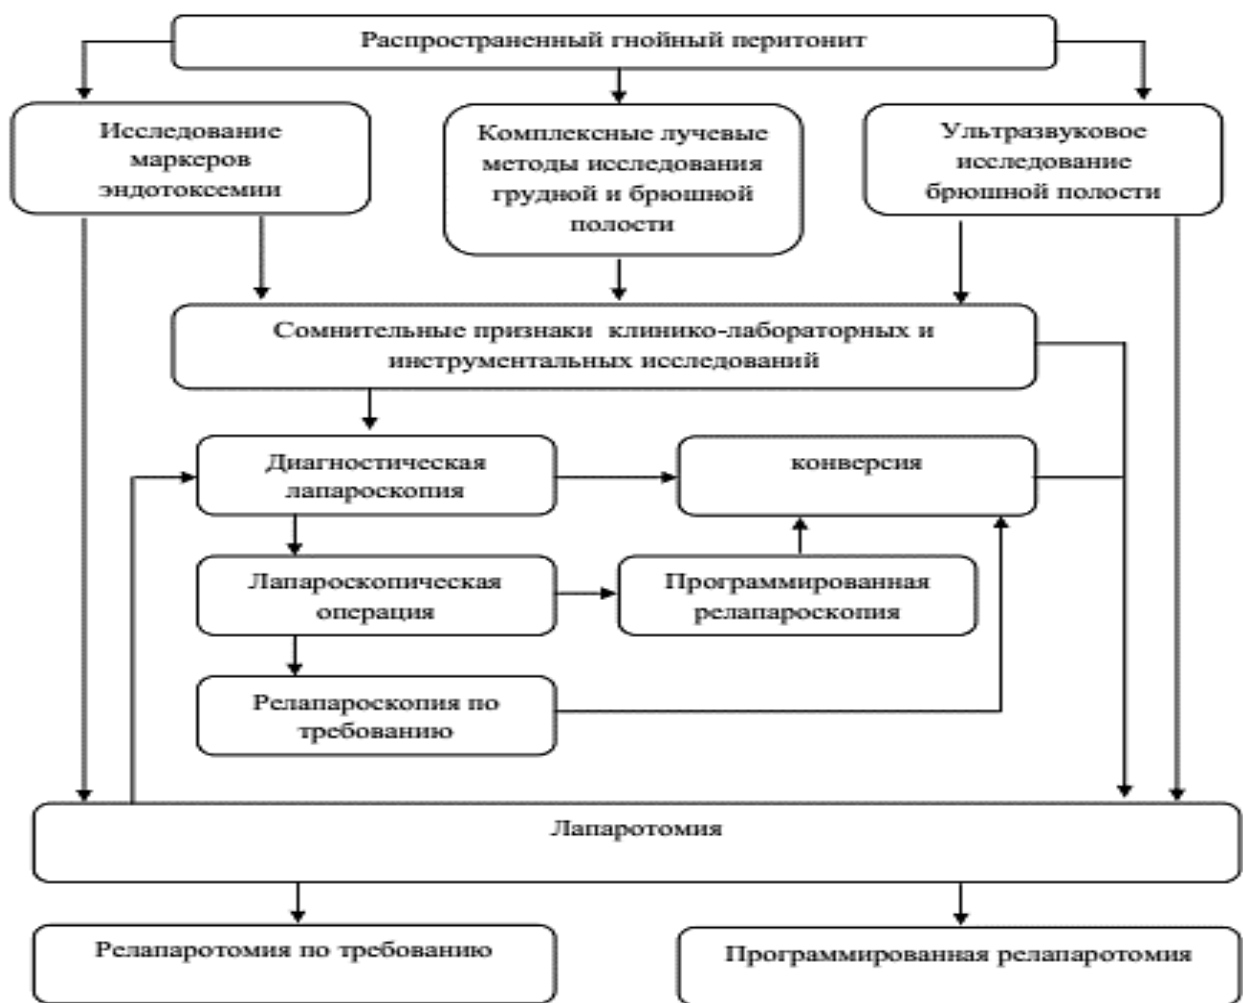 Распространенный гнойный перитонит
Исследование
маркеров
эндотоксемии
Комплексные лучевые
методы исследования
грудной и брюшной
полости
Ультразвуковое
исследование
брюшной полости
Сомнительные признаки клинико-лабораторных и
инструментальных исследований
Диагностическая
лапароскопия
конверсия
Лапароскопическая
операция
Программированная
релапароскопия
Релапароскопия по
требованию
Лапаротомия
Релапаротомия по требованию
Программированная релапаротомия